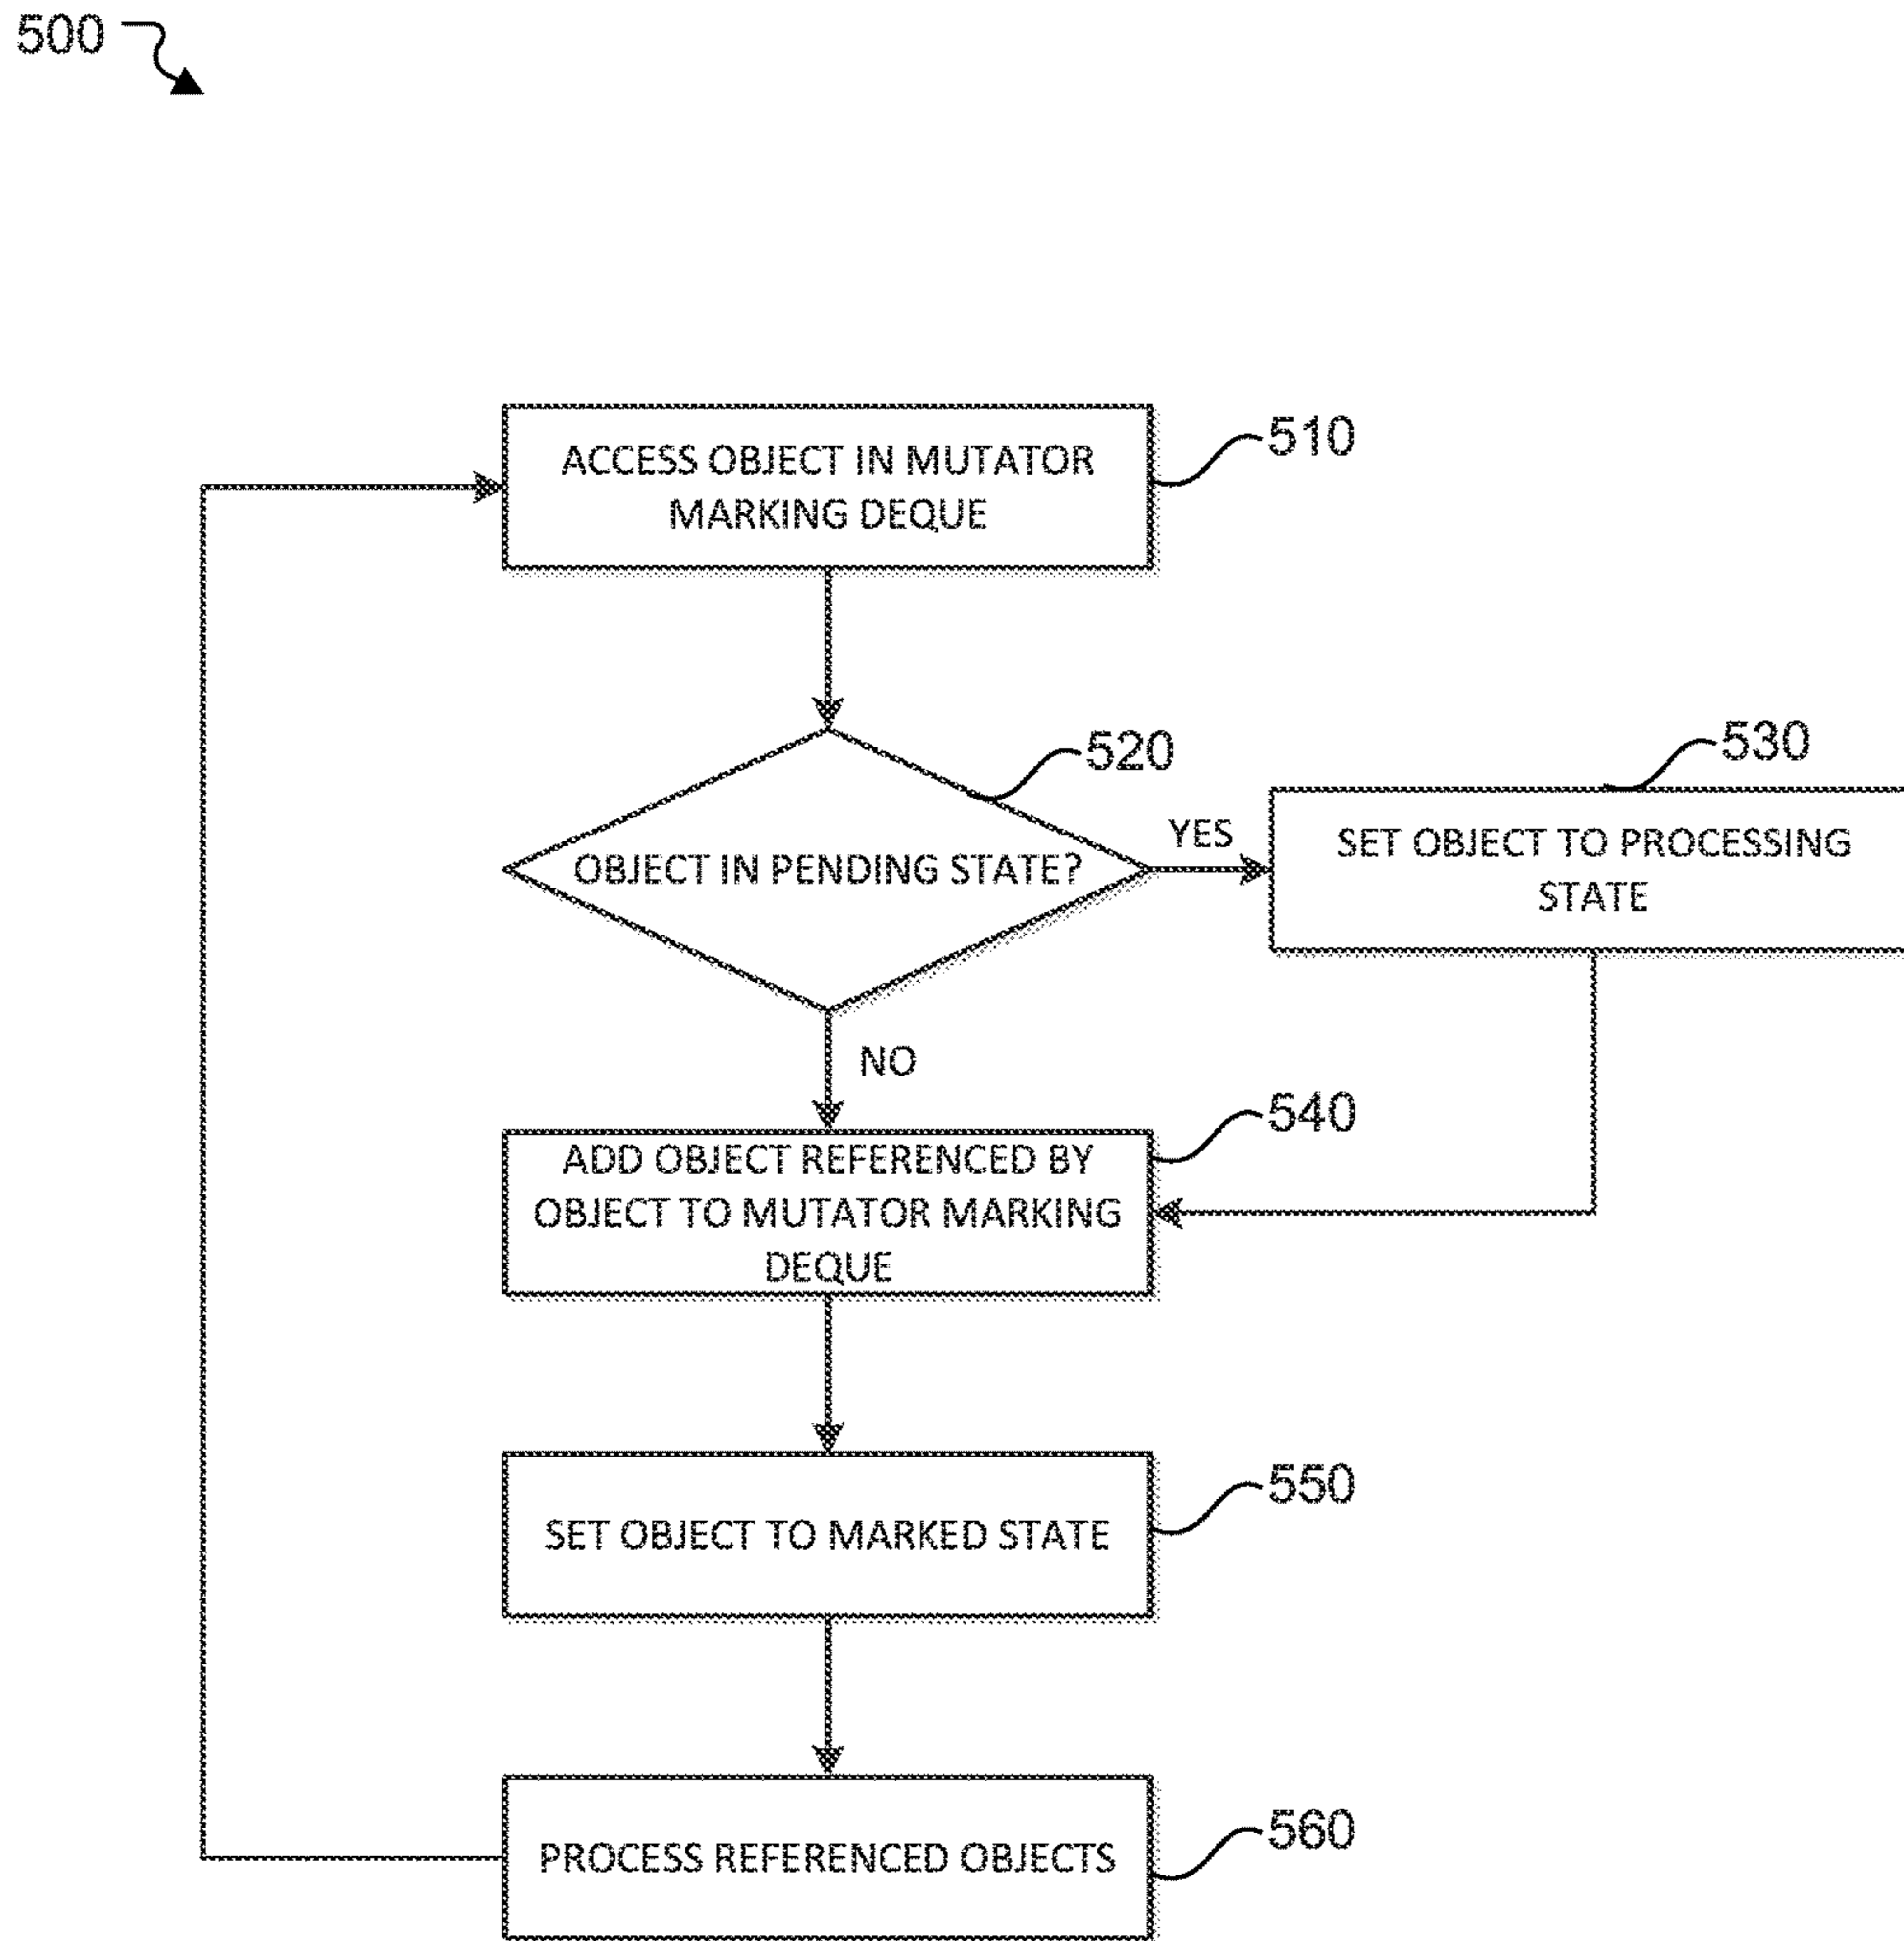 500
ACCESS OBJECT IN MUTATOR
MARKING DEQUE
510
OBJECT IN PENDING STATE?
520
YES
SET OBJECT TO PROCESSING
STATE
530
NO
ADD OBJECT REFERENCED BY
OBJECT TO MUTATOR MARKING
DEQUE
540
SET OBJECT TO MARKED STATE
550
PROCESS REFERENCED OBJECTS
560